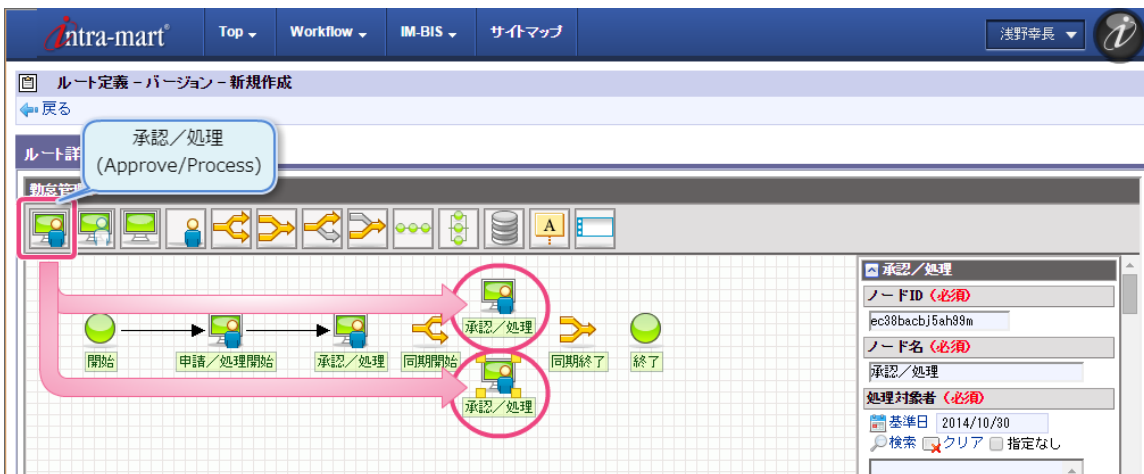 intra-mart®
Top
Workflow
IM-BIS
サイトマップ
浅野幸長
ルート定義 - バージョン - 新規作成
戻る
承認／処理
(Approve/Process)
ルート詳
勤怠管
A
承認／処理
ノードID（必須）
ec38bacbj5ah99m
ノード名（必須）
承認／処理
処理対象者（必須）
基準日 2014/10/30
検索 クリア 指定なし
承認／処理
開始
申請／処理開始
承認／処理
同期開始
同期終了
終了
承認／処理